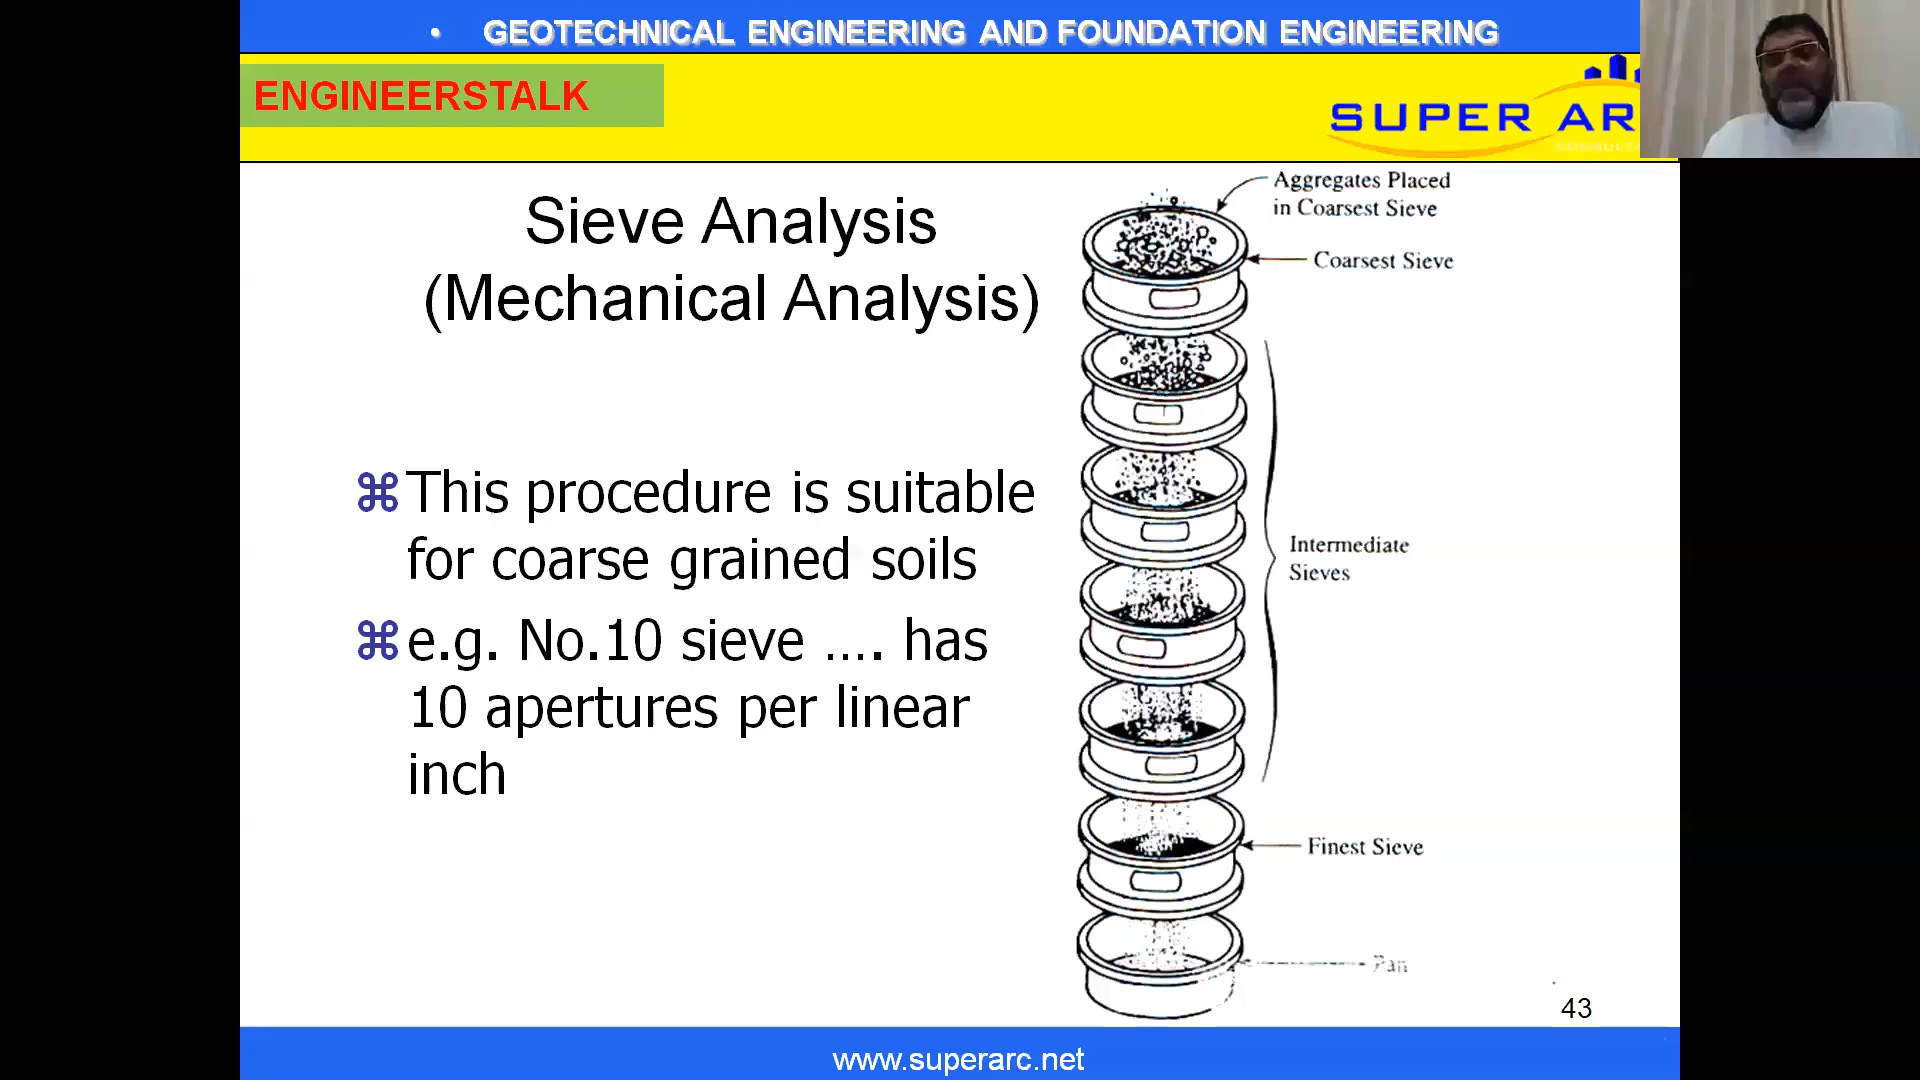 • GEOTECHNICAL ENGINEERING AND FOUNDATION ENGINEERING
ENGINEERSTALK
SUPER AR
Sieve Analysis
(Mechanical Analysis)
⌘This procedure is suitable
for coarse grained soils
⌘e.g. No.10 sieve …. has
10 apertures per linear
inch
Aggregates Placed
in Coarsest Sieve
Coarsest Sieve
Intermediate
Sieves
Finest Sieve
Pan
43
www.superarc.net